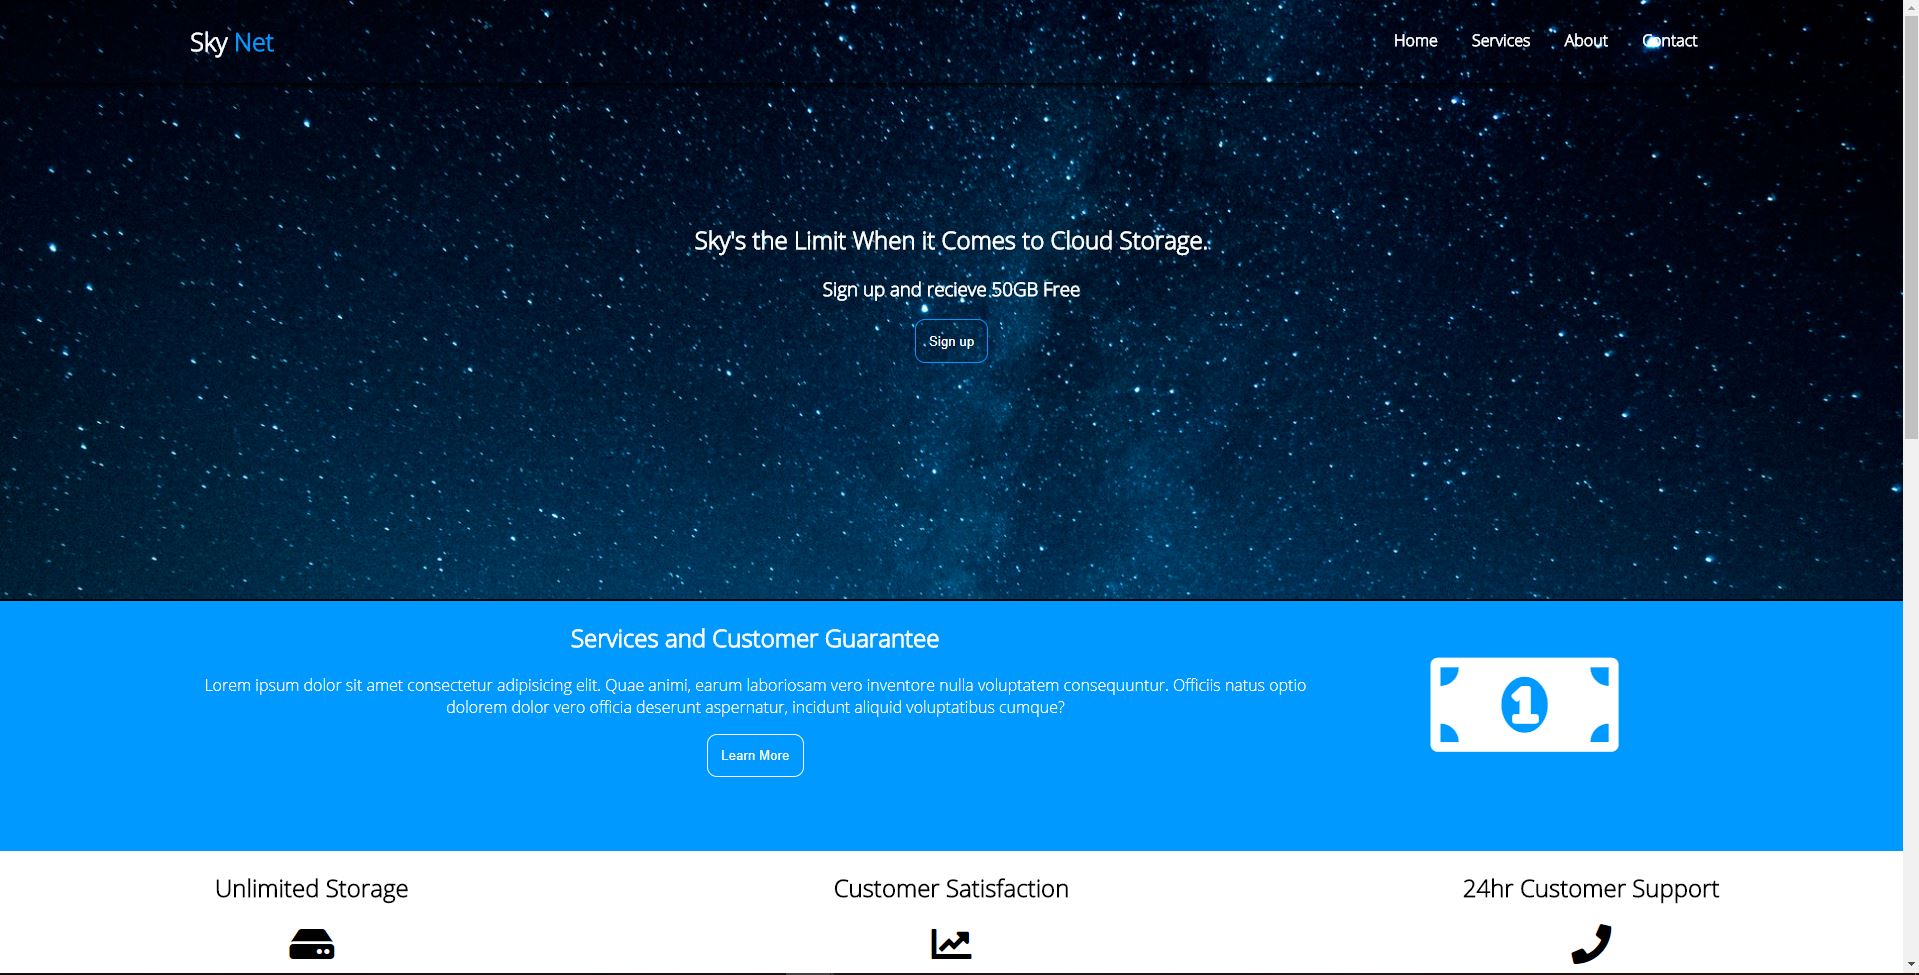 Sky Net
Home Services About Contact
Sky's the Limit When it Comes to Cloud Storage.
Sign up and recieve 50GB Free
Sign up
Services and Customer Guarantee
Lorem ipsum dolor sit amet consectetur adipisicing elit. Quae animi, earum laboriosam vero inventore nulla voluptatem consequuntur. Officiis natus optio
dolorem dolor vero officia deserunt aspernatur, incidunt aliquid voluptatibus cumque?
Learn More
1
Unlimited Storage
Customer Satisfaction
24hr Customer Support